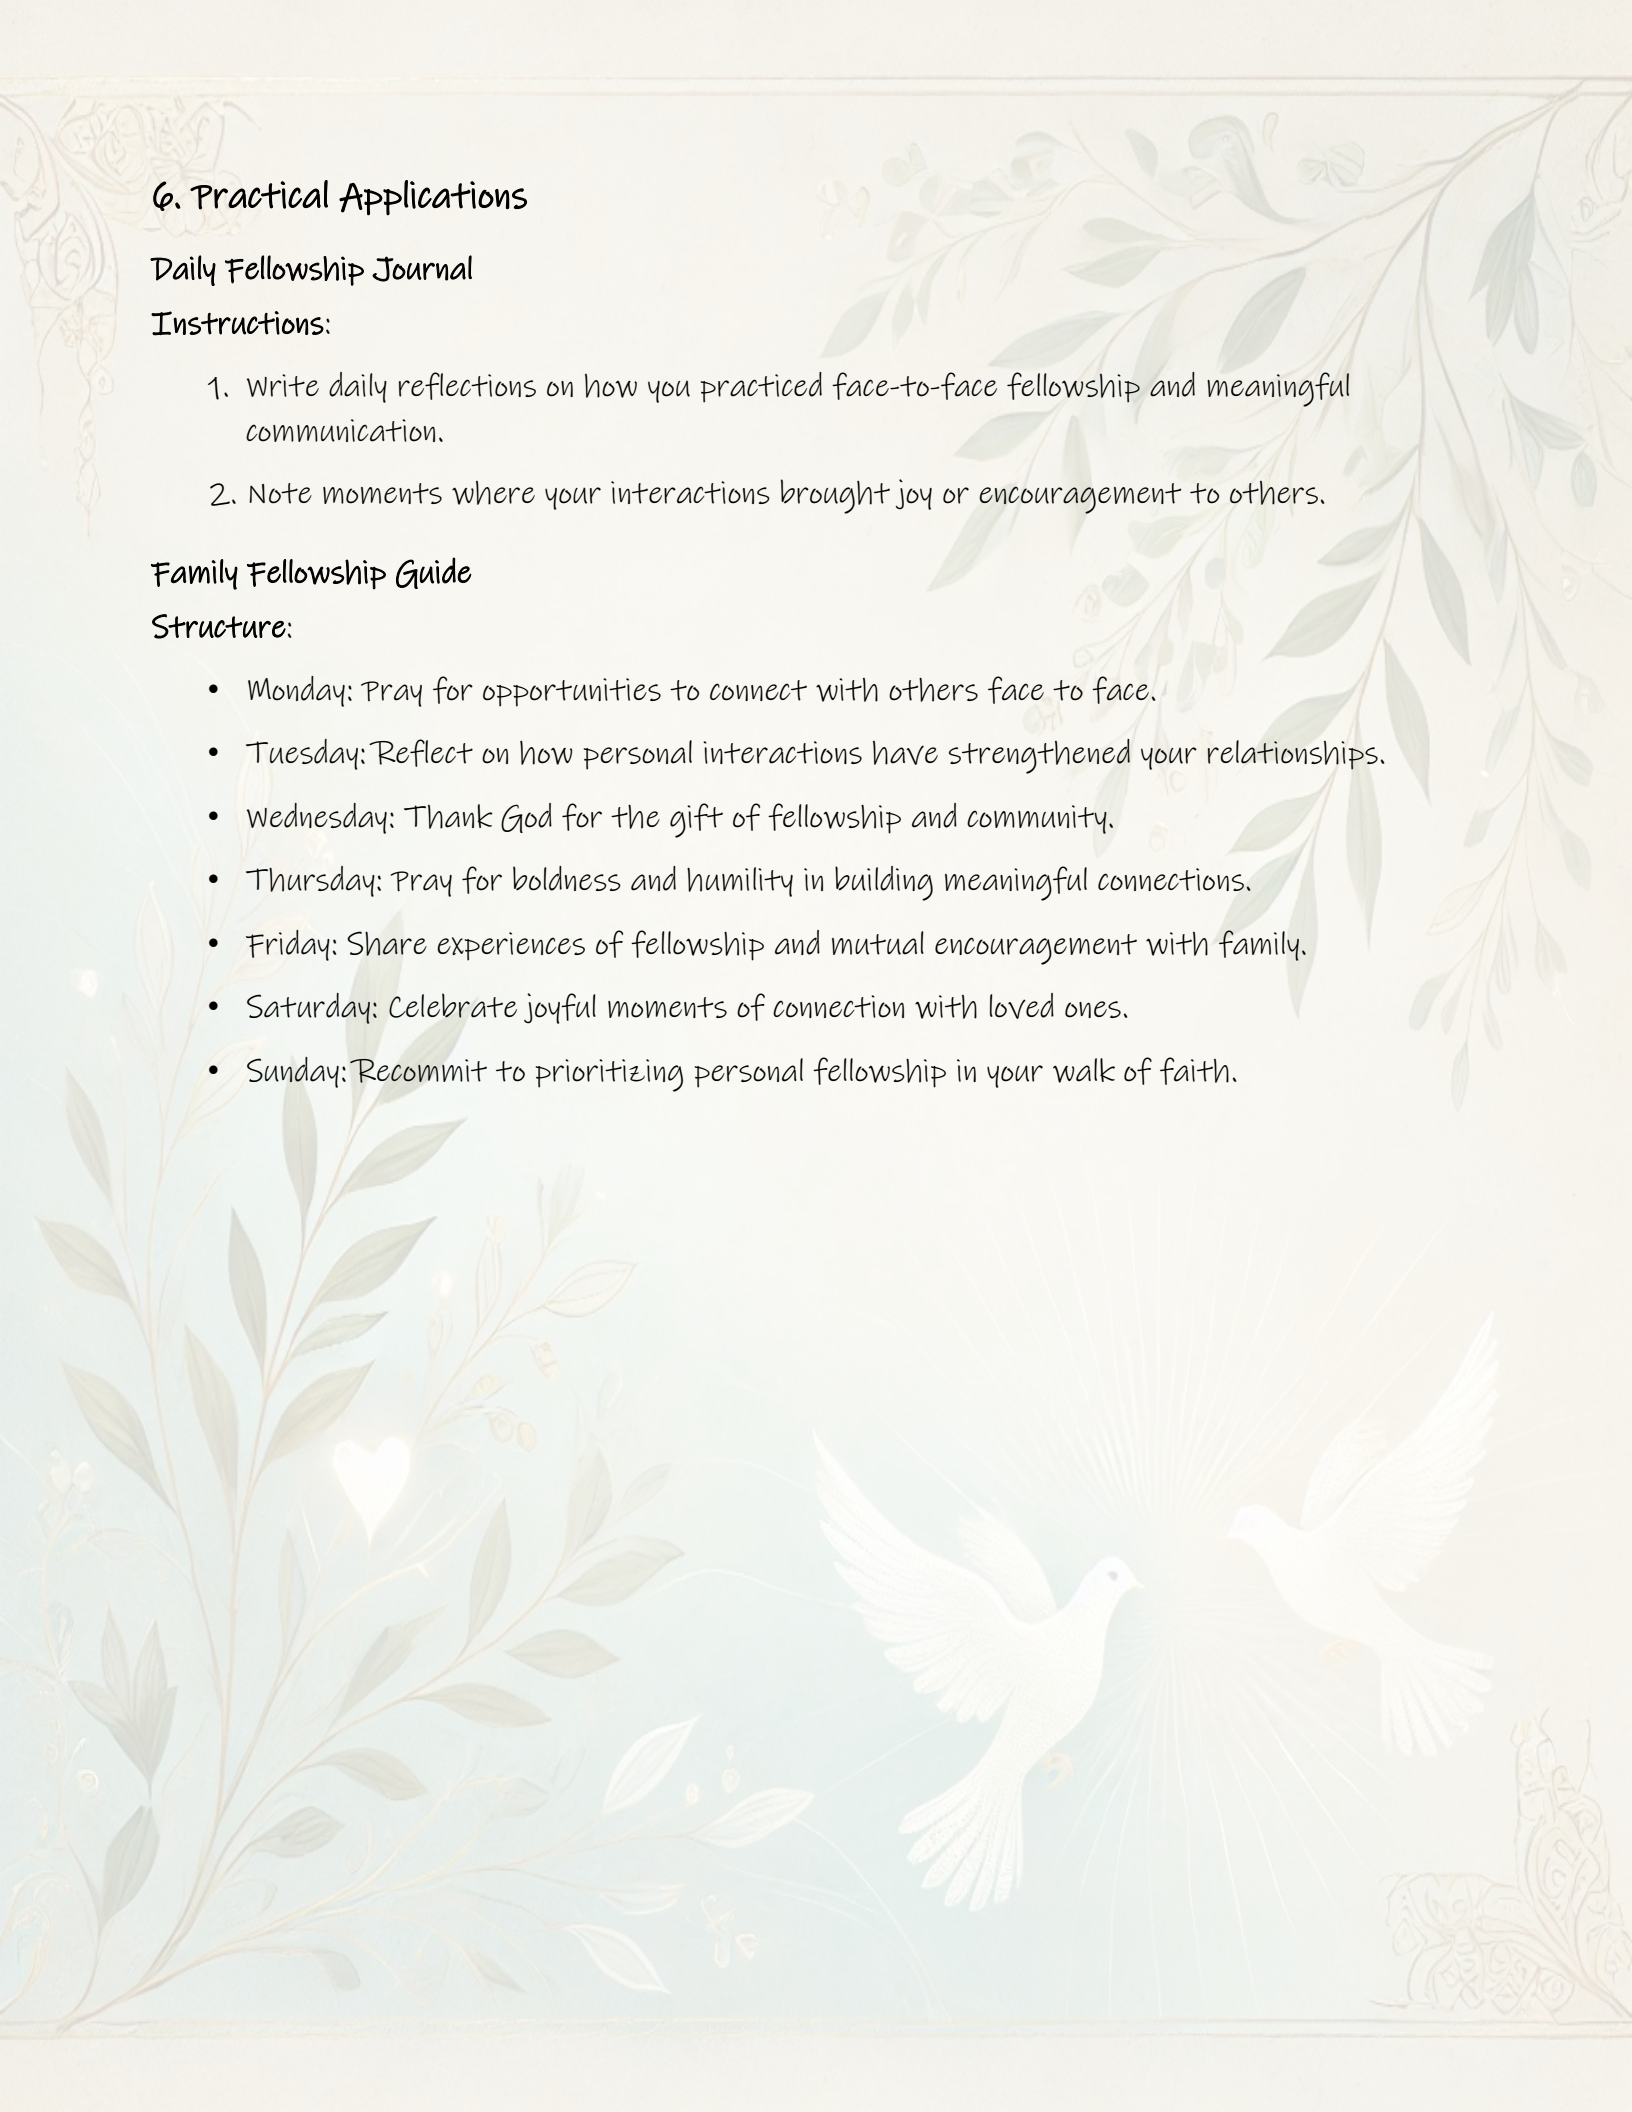 6. Practical Applications
Daily Fellowship Journal
Instructions:
1. Write daily reflections on how you practiced face-to-face fellowship and meaningful
communication.
2. Note moments where your interactions brought joy or encouragement to others.
Family Fellowship Guide
Structure:
• Monday: Pray for opportunities to connect with others face to face.
• Tuesday: Reflect on how personal interactions have strengthened your relationships.
• Wednesday: Thank God for the gift of fellowship and community.
• Thursday: Pray for boldness and humility in building meaningful connections.
• Friday: Share experiences of fellowship and mutual encouragement with family.
• Saturday: Celebrate joyful moments of connection with loved ones.
• Sunday: Recommit to prioritizing personal fellowship in your walk of faith.